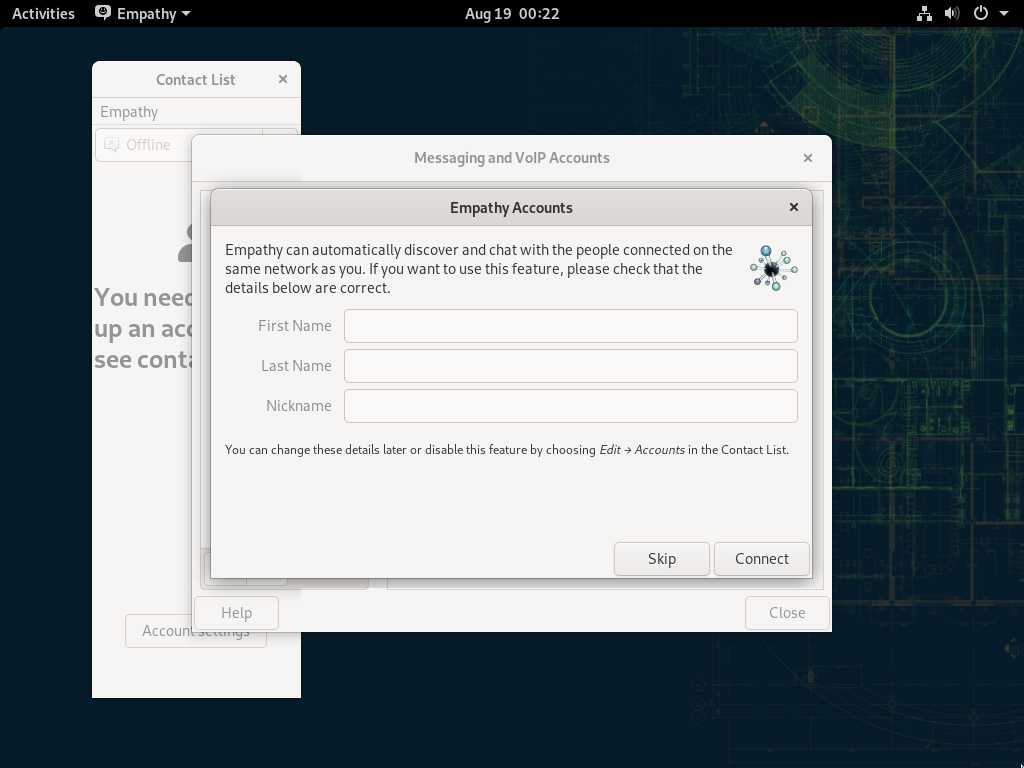 Activities Empathy Aug 19 00:22
Contact List
Empathy
Offline
Messaging and VoIP Accounts
Empathy Accounts
Empathy can automatically discover and chat with the people connected on the
same network as you. If you want to use this feature, please check that the
details below are correct.
First Name
Last Name
Nickname
You can change these details later or disable this feature by choosing Edit → Accounts in the Contact List.
Skip Connect
You need
up an acc
see conta
Help Close
Account settings